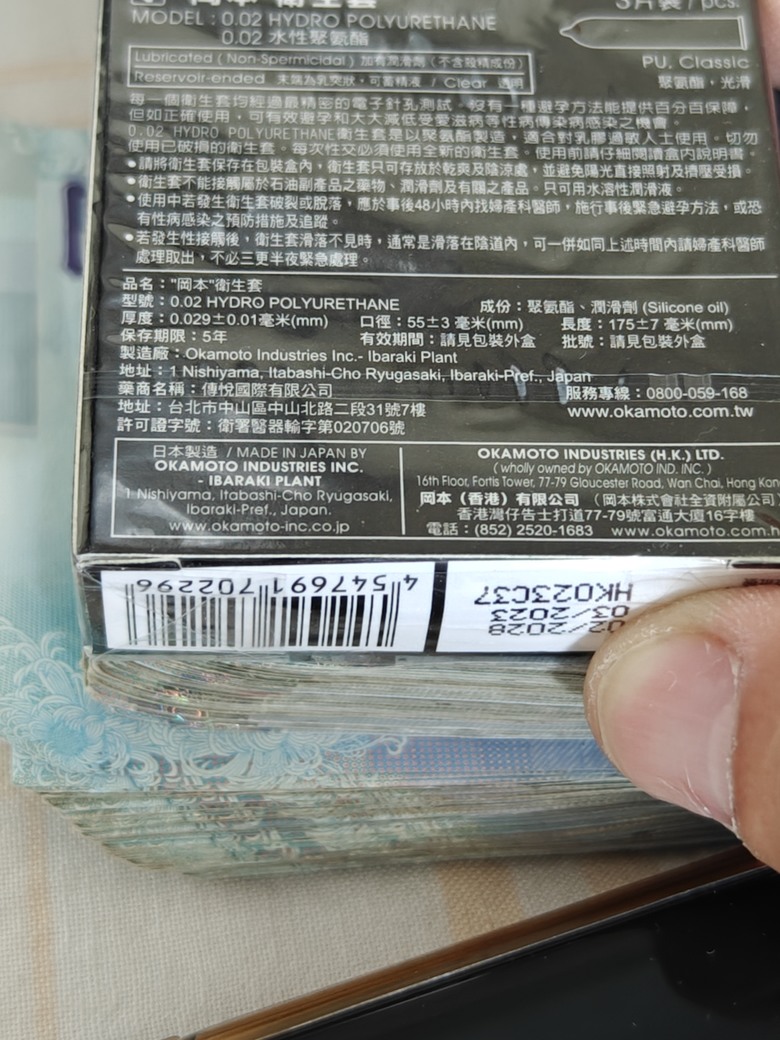 岡本 衛生套
3片裝 / pcs.
MODEL : 0.02 HYDRO POLYURETHANE
0.02 水性聚氨酯
Lubricated ( Non-Spermicidal ) 加有潤滑劑 (不含殺精成份)
Reservoir-ended 末端為乳突狀，可蓄精液 / Clear 透明
PU, Classic
聚氨酯，光滑
每一個衛生套均經過最精密的電子針孔測試。沒有一種避孕方法能提供百分百保障，
但如正確使用，可有效避孕和大大減低受愛滋病等性病傳染病感染之機會。
0.02 HYDRO POLYURETHANE衛生套是以聚氨酯製造，適合對乳膠過敏人士使用。切勿
使用已破損的衛生套。每次性交必須使用全新的衛生套。使用前請仔細閱讀盒內說明書。
•請將衛生套保存在包裝盒內，衛生套只可存放於乾爽及陰涼處，並避免陽光直接照射及擠壓受損。
•衛生套不能接觸屬於石油副產品之藥物、潤滑劑及有關之產品。只可用水溶性潤滑液。
•使用中若發生衛生套破裂或脫落，應於事後48小時內找婦產科醫師，施行事後緊急避孕方法，或恐
有性病感染之預防措施及追蹤。
•若發生性接觸後，衛生套滑落不見時，通常是滑落在陰道內，可一併如同上述時間內請婦產科醫師
處理取出，不必三更半夜緊急處理。
品名："岡本"衛生套
型號：0.02 HYDRO POLYURETHANE
成份：聚氨酯、潤滑劑 (Silicone oil)
厚度：0.029±0.01毫米(mm) 口徑：55±3 毫米(mm) 長度：175±7 毫米(mm)
保存期限：5年 有效期間：請見包裝外盒 批號：請見包裝外盒
製造廠：Okamoto Industries Inc.- Ibaraki Plant
地址：1 Nishiyama, Itabashi-Cho Ryugasaki, Ibaraki-Pref., Japan
藥商名稱：傳悅國際有限公司
服務專線：0800-059-168
地址：台北市中山區中山北路二段31號7樓
www.okamoto.com.tw
許可證字號：衛署醫器輸字第020706號
日本製造 / MADE IN JAPAN BY
OKAMOTO INDUSTRIES INC.
- IBARAKI PLANT
1 Nishiyama, Itabashi-Cho Ryugasaki,
Ibaraki-Pref., Japan.
www.okamoto-inc.co.jp
OKAMOTO INDUSTRIES (H.K.) LTD.
( wholly owned by OKAMOTO IND. INC. )
16th Floor, Fortis Tower, 77-79 Gloucester Road, Wan Chai, Hong Kong
岡本（香港）有限公司 （岡本株式會社全資附屬公司）
香港灣仔告士打道77-79號富通大廈16字樓
電話：(852) 2520-1683 www.okamoto.com.h
4547691702296
HK023C37
03/2023
02/2028